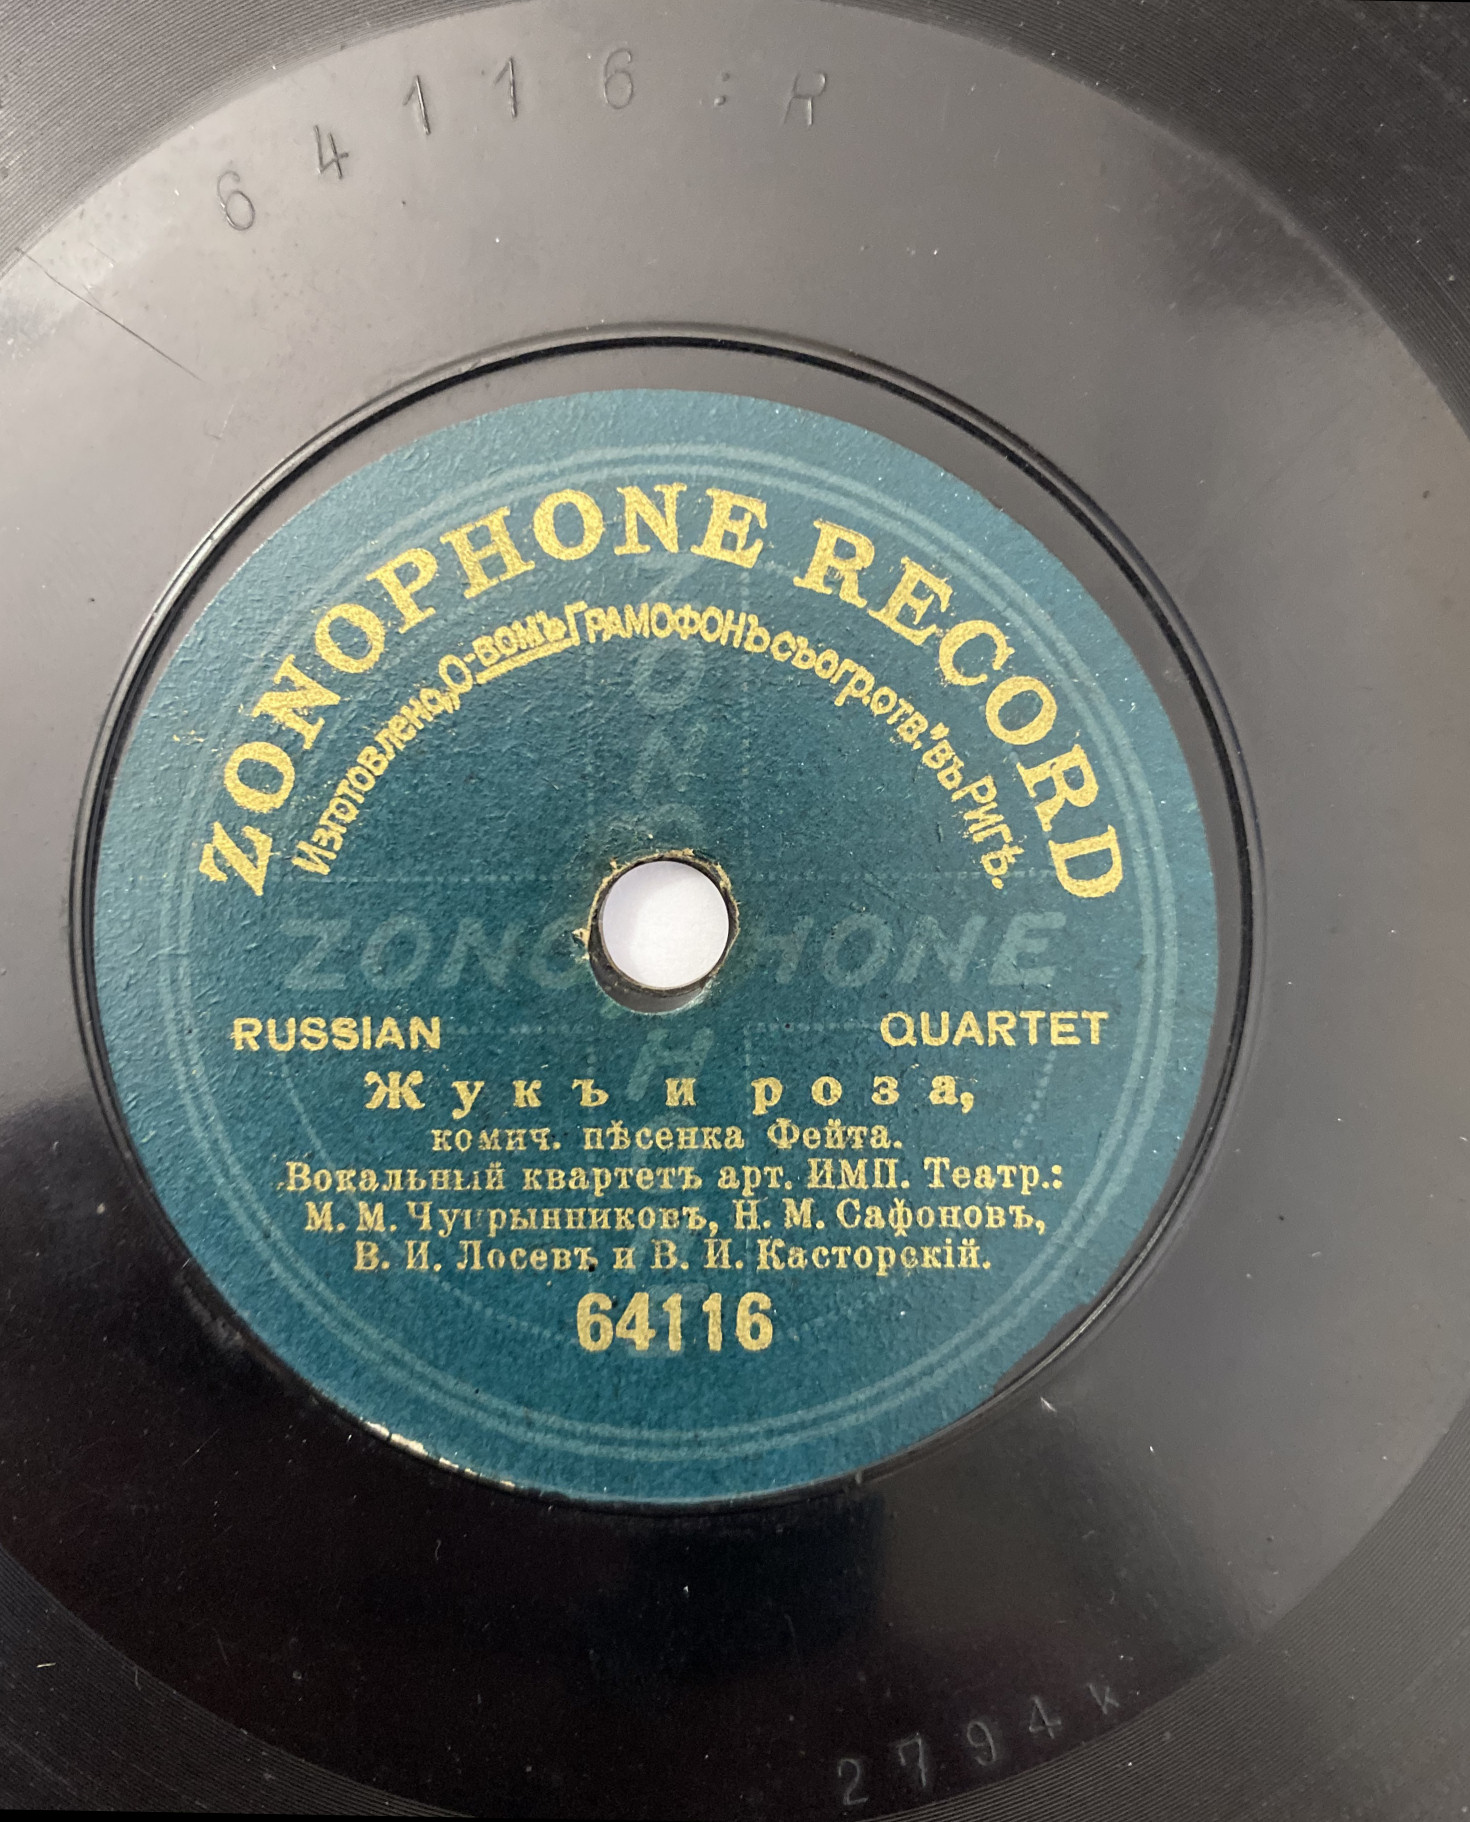 64116:R
ZONOPHONE RECORD
Изготовлено „О-вомъ Грамофонъ съ огр. отв.“ въ Ригѣ.
ZONOPHONE
ZONOPHONE
RUSSIAN QUARTET
Жукъ и роза,
комич. пѣсенка Фейта.
Вокальный квартетъ арт. ИМП. Театр.:
М. М. Чупрынниковъ, Н. М. Сафоновъ,
В. И. Лосевъ и В. И. Касторскій.
64116
2794k